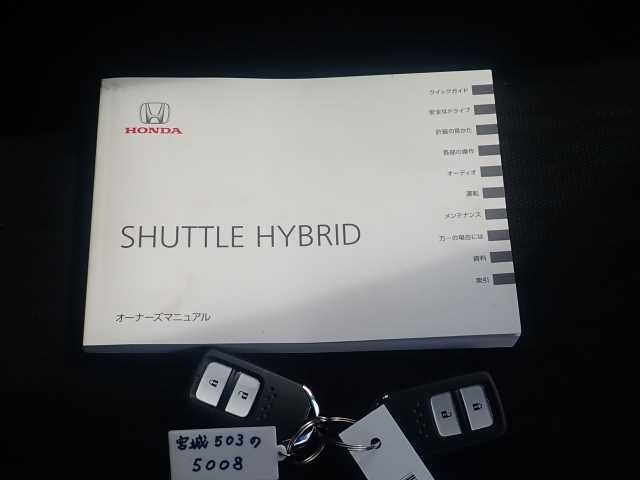 HONDA
SHUTTLE HYBRID
オーナーズマニュアル
クイックガイド
安全なドライブ
計器の見かた
各部の操作
オーディオ
運転
メンテナンス
万一の場合には
資料
索引
宮城503の
5008